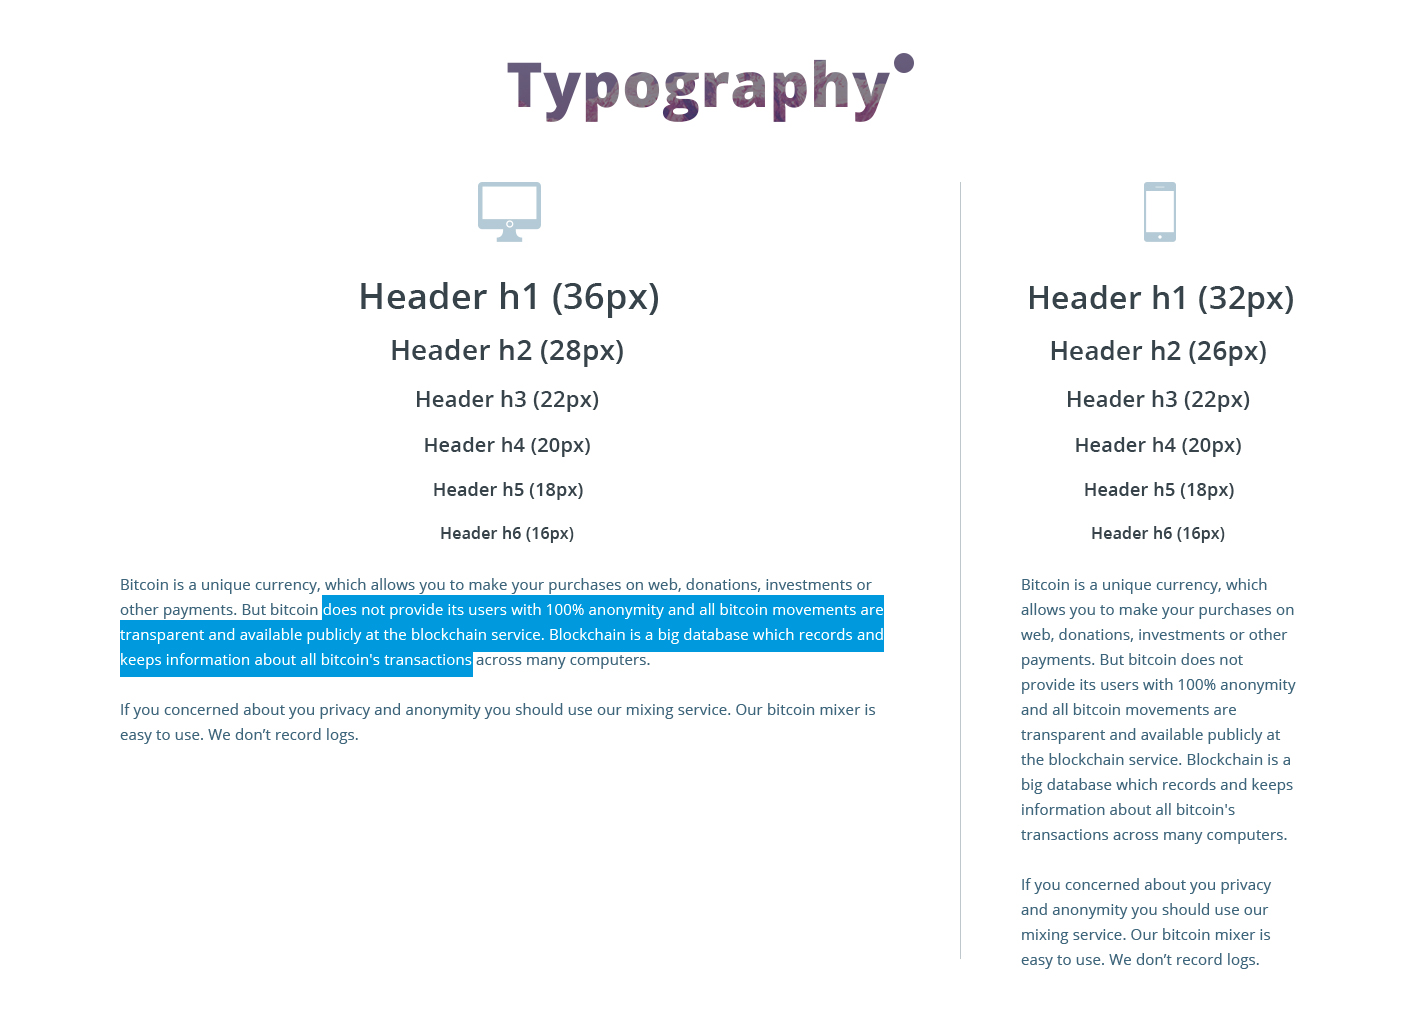 Typography
Header h1 (36px)
Header h2 (28px)
Header h3 (22px)
Header h4 (20px)
Header h5 (18px)
Header h6 (16px)
Bitcoin is a unique currency, which allows you to make your purchases on web, donations, investments or
other payments. But bitcoin does not provide its users with 100% anonymity and all bitcoin movements are
transparent and available publicly at the blockchain service. Blockchain is a big database which records and
keeps information about all bitcoin's transactions across many computers.
If you concerned about you privacy and anonymity you should use our mixing service. Our bitcoin mixer is
easy to use. We don’t record logs.
Header h1 (32px)
Header h2 (26px)
Header h3 (22px)
Header h4 (20px)
Header h5 (18px)
Header h6 (16px)
Bitcoin is a unique currency, which
allows you to make your purchases on
web, donations, investments or other
payments. But bitcoin does not
provide its users with 100% anonymity
and all bitcoin movements are
transparent and available publicly at
the blockchain service. Blockchain is a
big database which records and keeps
information about all bitcoin's
transactions across many computers.
If you concerned about you privacy
and anonymity you should use our
mixing service. Our bitcoin mixer is
easy to use. We don’t record logs.